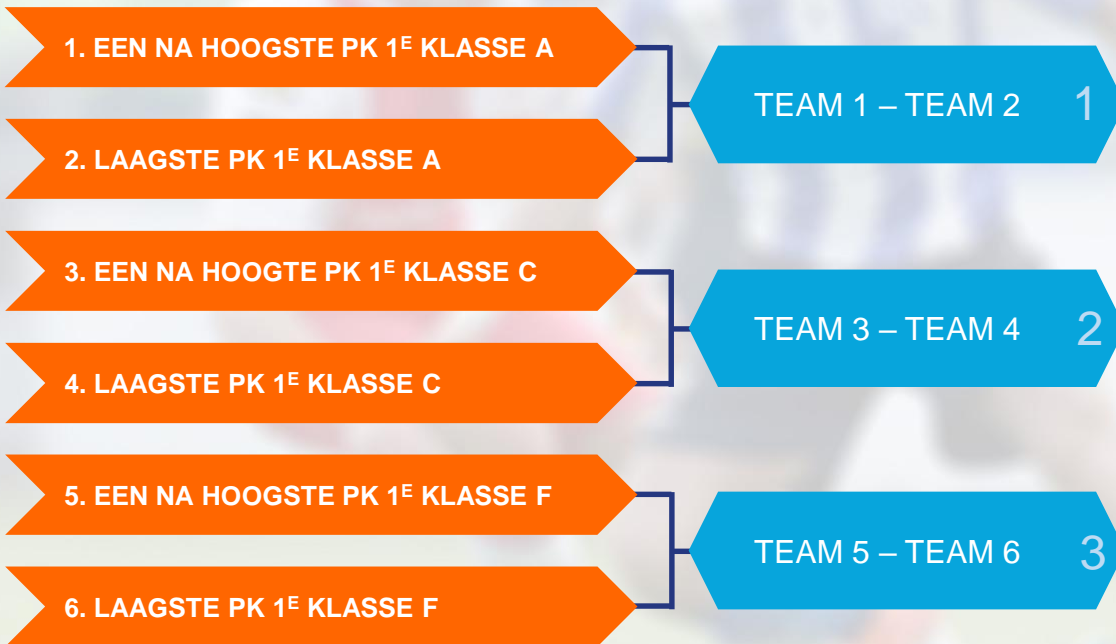 1. EEN NA HOOGSTE PK 1E KLASSE A
TEAM 1 – TEAM 2 1
2. LAAGSTE PK 1E KLASSE A
3. EEN NA HOOGTE PK 1E KLASSE C
TEAM 3 – TEAM 4 2
4. LAAGSTE PK 1E KLASSE C
5. EEN NA HOOGSTE PK 1E KLASSE F
TEAM 5 – TEAM 6 3
6. LAAGSTE PK 1E KLASSE F